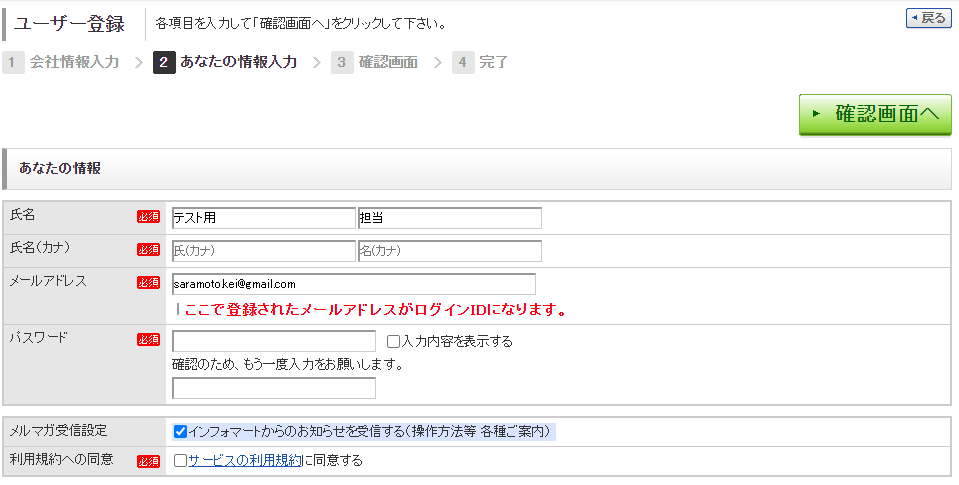 ユーザー登録 各項目を入力して「確認画面へ」をクリックして下さい。 戻る
1 会社情報入力 2 あなたの情報入力 3 確認画面 4 完了
確認画面へ
あなたの情報
氏名 必須 テスト用 担当
氏名(カナ) 必須 氏(カナ) 名(カナ)
メールアドレス 必須 saramoto.kei@gmail.com
ここで登録されたメールアドレスがログインIDになります。
パスワード 必須 入力内容を表示する
確認のため、もう一度入力をお願いします。
メルマガ受信設定 インフォマートからのお知らせを受信する(操作方法等 各種ご案内)
利用規約への同意 必須 サービスの利用規約に同意する